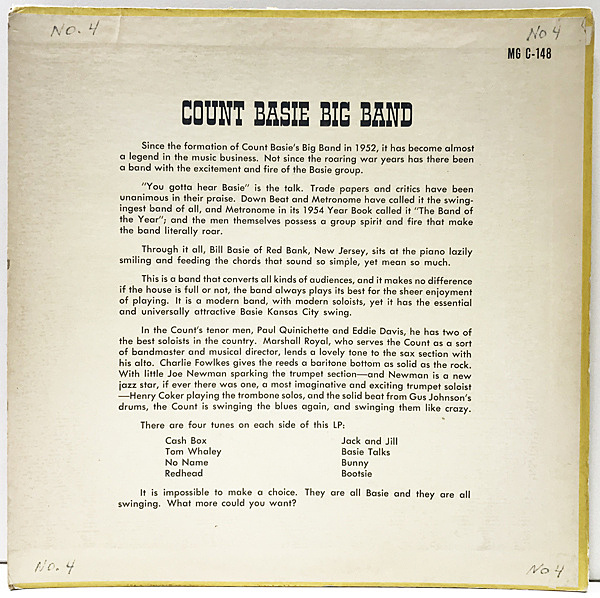 No. 4
No 4
MG C-148
COUNT BASIE BIG BAND
Since the formation of Count Basie's Big Band in 1952, it has become almost
a legend in the music business. Not since the roaring war years has there been
a band with the excitement and fire of the Basie group.
"You gotta hear Basie" is the talk. Trade papers and critics have been
unanimous in their praise. Down Beat and Metronome have called it the swing-
ingest band of all, and Metronome in its 1954 Year Book called it "The Band of
the Year"; and the men themselves possess a group spirit and fire that make
the band literally roar.
Through it all, Bill Basie of Red Bank, New Jersey, sits at the piano lazily
smiling and feeding the chords that sound so simple, yet mean so much.
This is a band that converts all kinds of audiences, and it makes no difference
if the house is full or not, the band always plays its best for the sheer enjoyment
of playing. It is a modern band, with modern soloists, yet it has the essential
and universally attractive Basie Kansas City swing.
In the Count's tenor men, Paul Quinichette and Eddie Davis, he has two of
the best soloists in the country. Marshall Royal, who serves the Count as a sort
of bandmaster and musical director, lends a lovely tone to the sax section with
his alto. Charlie Fowlkes gives the reeds a baritone bottom as solid as the rock.
With little Joe Newman sparking the trumpet section—and Newman is a new
jazz star, if ever there was one, a most imaginative and exciting trumpet soloist
—Henry Coker playing the trombone solos, and the solid beat from Gus Johnson's
drums, the Count is swinging the blues again, and swinging them like crazy.
There are four tunes on each side of this LP:
Cash Box Jack and Jill
Tom Whaley Basie Talks
No Name Bunny
Redhead Bootsie
It is impossible to make a choice. They are all Basie and they are all
swinging. What more could you want?
No. 4
No 4